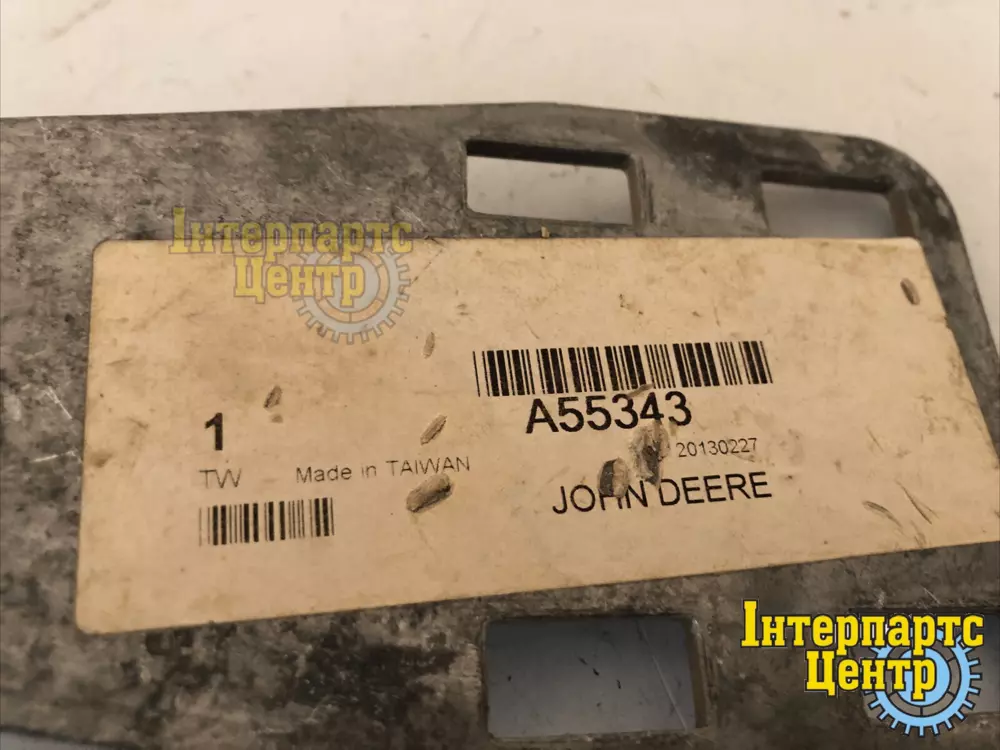 Інтерпартс
Центр
A55343
1
20130227
TW Made in TAIWAN
JOHN DEERE
Інтерпартс
Центр